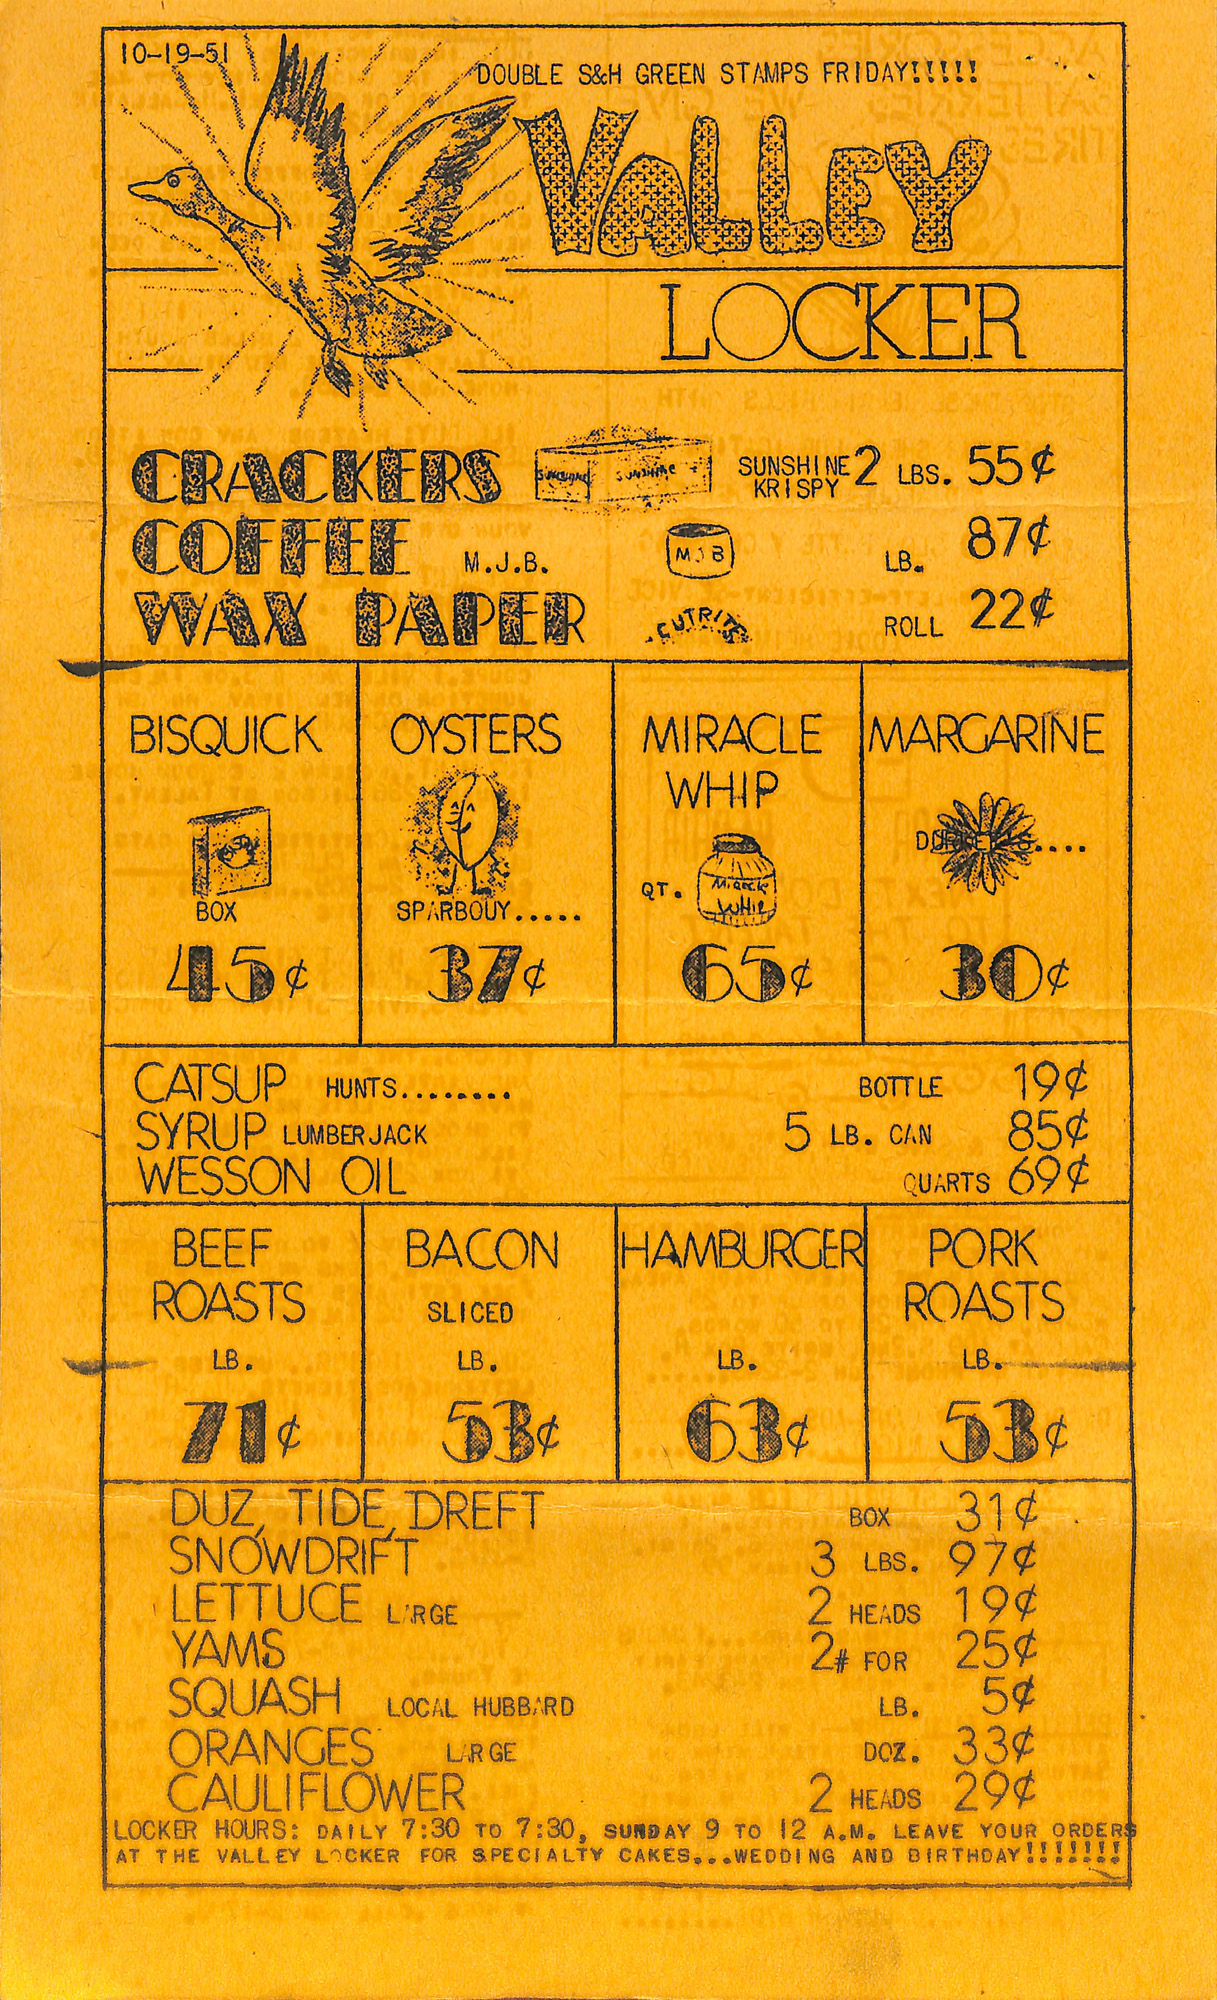 10-19-51
DOUBLE S&H GREEN STAMPS FRIDAY!!!!!
VALLEY
LOCKER
CRACKERS SUNSHINE SUNSHINE SUNSHINE KRISPY 2 LBS. 55¢
COFFEE M.J.B. MJB LB. 87¢
WAX PAPER CUTRITE ROLL 22¢
BISQUICK
BOX
45¢
OYSTERS
SPARBOUY.....
37¢
MIRACLE
WHIP
QT. Miracle
Whip
65¢
MARGARINE
30¢
CATSUP HUNTS........ BOTTLE 19¢
SYRUP LUMBERJACK 5 LB. CAN 85¢
WESSON OIL QUARTS 69¢
BEEF
ROASTS
LB.
71¢
BACON
SLICED
LB.
53¢
HAMBURGER
LB.
63¢
PORK
ROASTS
LB.
53¢
DUZ, TIDE, DREFT BOX 31¢
SNOWDRIFT 3 LBS. 97¢
LETTUCE LARGE 2 HEADS 19¢
YAMS 2# FOR 25¢
SQUASH LOCAL HUBBARD LB. 5¢
ORANGES LARGE DOZ. 33¢
CAULIFLOWER 2 HEADS 29¢
LOCKER HOURS: DAILY 7:30 TO 7:30, SUNDAY 9 TO 12 A.M. LEAVE YOUR ORDERS
AT THE VALLEY LOCKER FOR SPECIALTY CAKES...WEDDING AND BIRTHDAY!!!!!!!